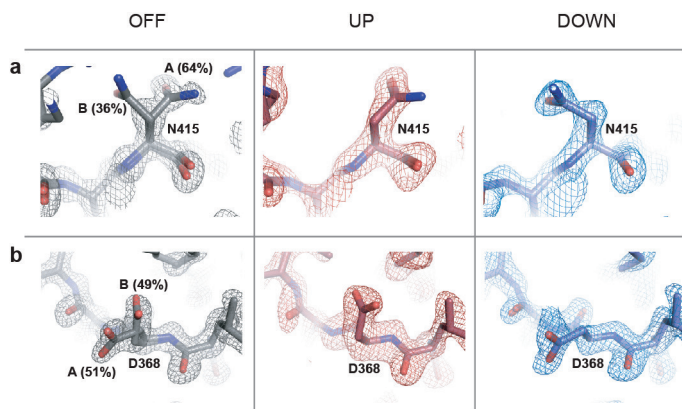 OFF UP DOWN
a
A (64%)
B (36%)
N415
N415
N415
b
B (49%)
A (51%)
D368
D368
D368